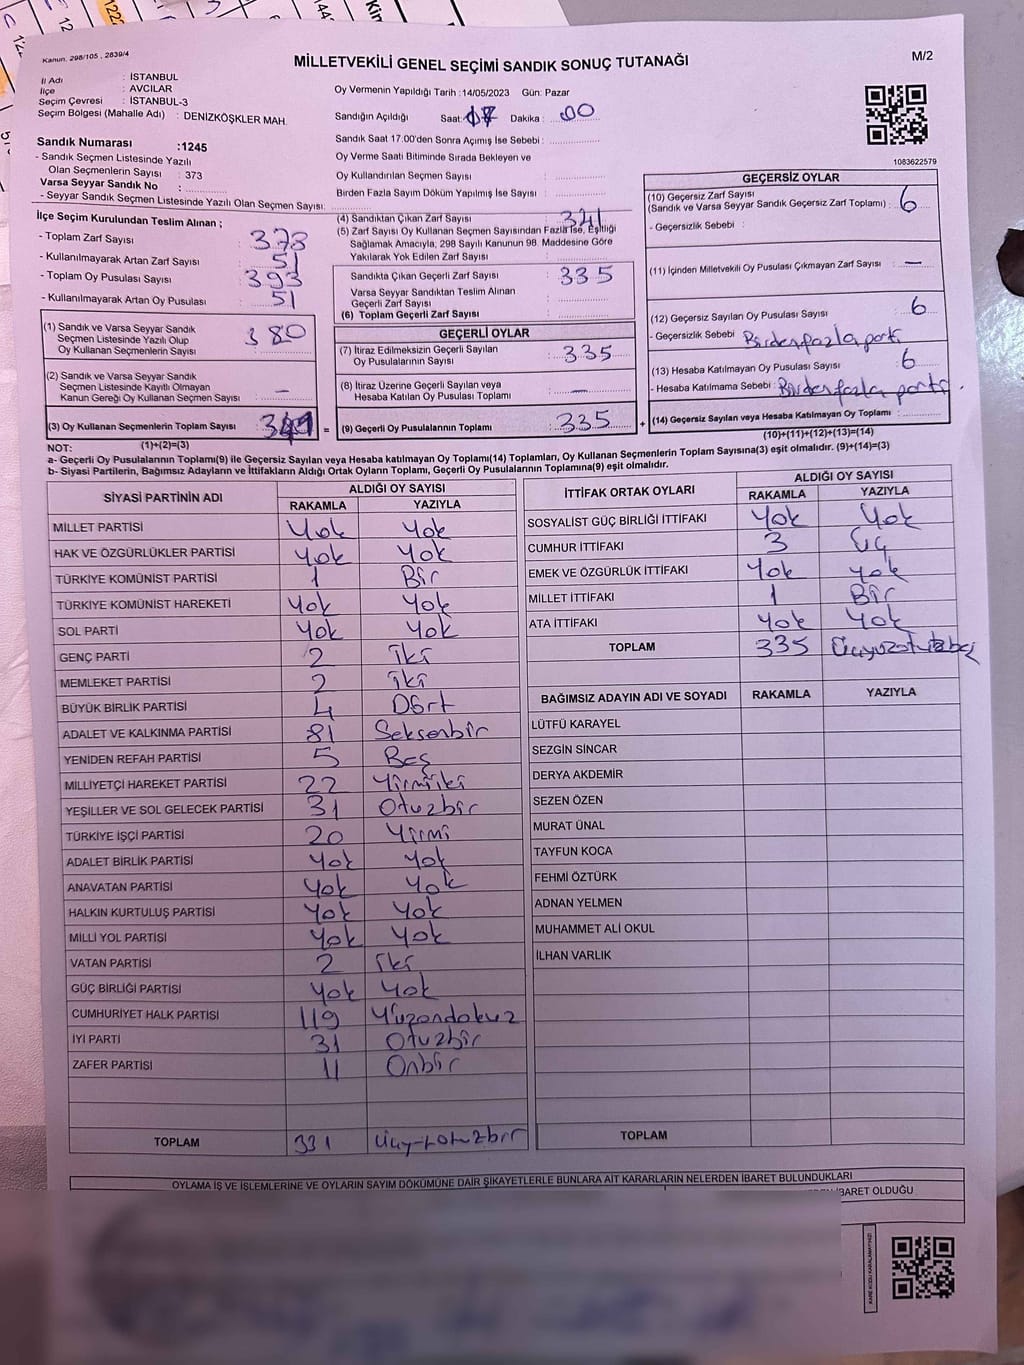 Kanun. 298/105 , 2839/4
MİLLETVEKİLİ GENEL SEÇİMİ SANDIK SONUÇ TUTANAĞI
M/2
İl Adı : İSTANBUL
İlçe : AVCILAR
Seçim Çevresi : İSTANBUL-3
Seçim Bölgesi (Mahalle Adı) : DENİZKÖŞKLER MAH.
Sandık Numarası :1245
- Sandık Seçmen Listesinde Yazılı
Olan Seçmenlerin Sayısı : 373
Varsa Seyyar Sandık No :
- Seyyar Sandık Seçmen Listesinde Yazılı Olan Seçmen Sayısı.
Oy Vermenin Yapıldığı Tarih :14/05/2023 Gün: Pazar
Sandığın Açıldığı Saat: 17 Dakika : 00
Sandık Saat 17.00'den Sonra Açımış İse Sebebi :
Oy Verme Saati Bitiminde Sırada Bekleyen ve
Oy Kullandırılan Seçmen Sayısı :
Birden Fazla Sayım Döküm Yapılmış İse Sayısı :
1083622579
İlçe Seçim Kurulundan Teslim Alınan ;
- Toplam Zarf Sayısı : 378
- Kullanılmayarak Artan Zarf Sayısı : 51
- Toplam Oy Pusulası Sayısı : 393
- Kullanılmayarak Artan Oy Pusulası : 51
(1) Sandık ve Varsa Seyyar Sandık
Seçmen Listesinde Yazılı Olup
Oy Kullanan Seçmenlerin Sayısı : 380
(2) Sandık ve Varsa Seyyar Sandık
Seçmen Listesinde Kayıtlı Olmayan
Kanun Gereği Oy Kullanan Seçmen Sayısı : —
(3) Oy Kullanan Seçmenlerin Toplam Sayısı :
(1)+(2)=(3)
(4) Sandıktan Çıkan Zarf Sayısı : 341
(5) Zarf Sayısı Oy Kullanan Seçmen Sayısından Fazla İse, Eşitliği
Sağlamak Amacıyla, 298 Sayılı Kanunun 98. Maddesine Göre
Yakılarak Yok Edilen Zarf Sayısı :
Sandıkta Çıkan Geçerli Zarf Sayısı : 335
Varsa Seyyar Sandıktan Teslim Alınan
Geçerli Zarf Sayısı :
(6) Toplam Geçerli Zarf Sayısı :
GEÇERLİ OYLAR
(7) İtiraz Edilmeksizin Geçerli Sayılan
Oy Pusulalarının Sayısı : 335
(8) İtiraz Üzerine Geçerli Sayılan veya
Hesaba Katılan Oy Pusulası Toplamı : —
= (9) Geçerli Oy Pusulalarının Toplamı : 335
GEÇERSİZ OYLAR
(10) Geçersiz Zarf Sayısı
(Sandık ve Varsa Seyyar Sandık Geçersiz Zarf Toplamı) : 6
- Geçersizlik Sebebi :
(11) İçinden Milletvekili Oy Pusulası Çıkmayan Zarf Sayısı : —
(12) Geçersiz Sayılan Oy Pusulası Sayısı : 6
- Geçersizlik Sebebi : Birdenfazla parti
(13) Hesaba Katılmayan Oy Pusulası Sayısı : 6
- Hesaba Katılmama Sebebi : Birdenfazla parti
+ (14) Geçersiz Sayılan veya Hesaba Katılmayan Oy Toplamı :
(10)+(11)+(12)+(13)=(14)
NOT:
a- Geçerli Oy Pusulalarının Toplamı(9) ile Geçersiz Sayılan veya Hesaba katılmayan Oy Toplamı(14) Toplamları, Oy Kullanan Seçmenlerin Toplam Sayısına(3) eşit olmalıdır. (9)+(14)=(3)
b- Siyasi Partilerin, Bağımsız Adayların ve İttifakların Aldığı Ortak Oyların Toplamı, Geçerli Oy Pusulalarının Toplamına(9) eşit olmalıdır.
SİYASİ PARTİNİN ADI ALDIĞI OY SAYISI
RAKAMLA YAZIYLA
MİLLET PARTİSİ Yok Yok
HAK VE ÖZGÜRLÜKLER PARTİSİ Yok Yok
TÜRKİYE KOMÜNİST PARTİSİ 1 Bir
TÜRKİYE KOMÜNİST HAREKETİ Yok Yok
SOL PARTİ Yok Yok
GENÇ PARTİ 2 iki
MEMLEKET PARTİSİ 2 iki
BÜYÜK BİRLİK PARTİSİ 4 Dört
ADALET VE KALKINMA PARTİSİ 81 Seksenbir
YENİDEN REFAH PARTİSİ 5 Beş
MİLLİYETÇİ HAREKET PARTİSİ 22 Yirmiiki
YEŞİLLER VE SOL GELECEK PARTİSİ 31 Otuzbir
TÜRKİYE İŞÇİ PARTİSİ 20 Yirmi
ADALET BİRLİK PARTİSİ Yok Yok
ANAVATAN PARTİSİ Yok Yok
HALKIN KURTULUŞ PARTİSİ Yok Yok
MİLLİ YOL PARTİSİ Yok Yok
VATAN PARTİSİ 2 iki
GÜÇ BİRLİĞİ PARTİSİ Yok Yok
CUMHURİYET HALK PARTİSİ 119 Yüzondokuz
İYİ PARTİ 31 Otuzbir
ZAFER PARTİSİ 11 Onbir
TOPLAM 331
İTTİFAK ORTAK OYLARI ALDIĞI OY SAYISI
RAKAMLA YAZIYLA
SOSYALİST GÜÇ BİRLİĞİ İTTİFAKI Yok Yok
CUMHUR İTTİFAKI 3 Üç
EMEK VE ÖZGÜRLÜK İTTİFAKI Yok Yok
MİLLET İTTİFAKI 1 Bir
ATA İTTİFAKI Yok Yok
TOPLAM 335 Üçyüzotuzbeş
BAĞIMSIZ ADAYIN ADI VE SOYADI RAKAMLA YAZIYLA
LÜTFÜ KARAYEL
SEZGİN SİNCAR
DERYA AKDEMİR
SEZEN ÖZEN
MURAT ÜNAL
TAYFUN KOCA
FEHMİ ÖZTÜRK
ADNAN YELMEN
MUHAMMET ALİ OKUL
İLHAN VARLIK
TOPLAM
OYLAMA İŞ VE İŞLEMLERİNE VE OYLARIN SAYIM DÖKÜMÜNE DAİR ŞİKAYETLERLE BUNLARA AİT KARARLARIN NELERDEN İBARET BULUNDUKLARI
İBARET OLDUĞU